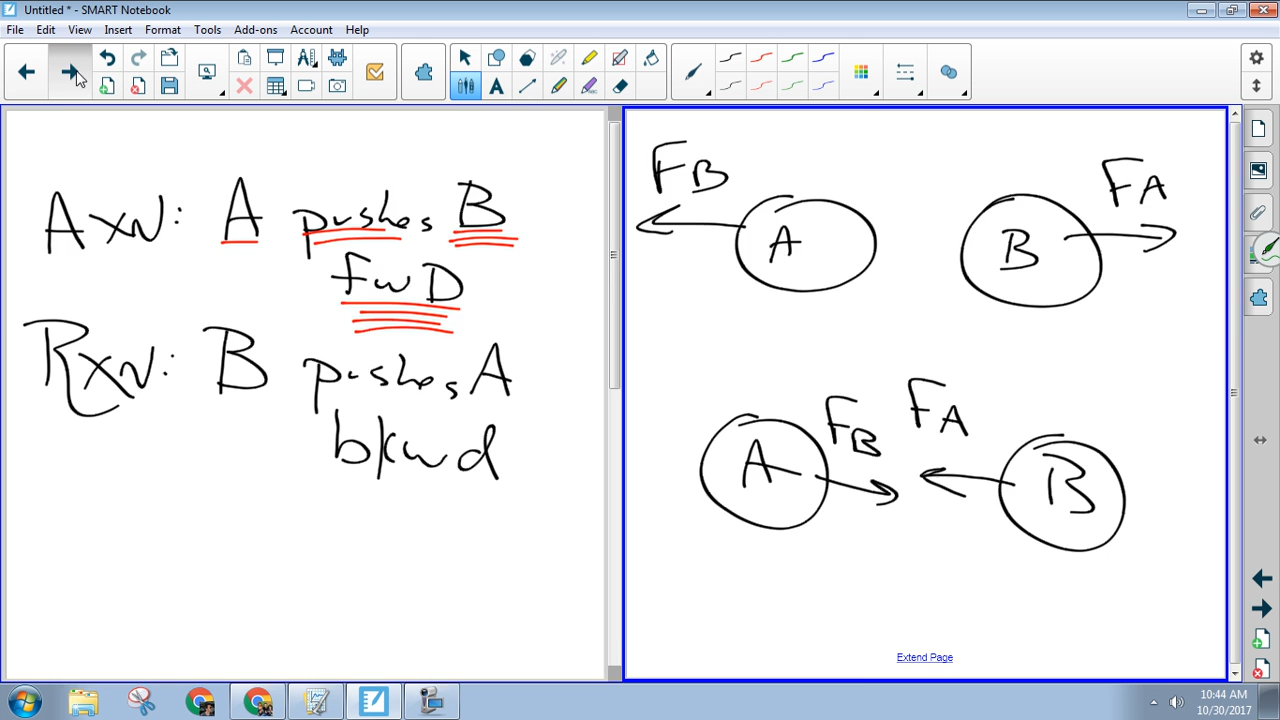 Untitled * - SMART Notebook
File Edit View Insert Format Tools Add-ons Account Help
AxN: A pushes B
FwD
Rxn: B pushes A
bkwd
FB
A
B
FA
A
FB
FA
B
Extend Page
10:44 AM
10/30/2017